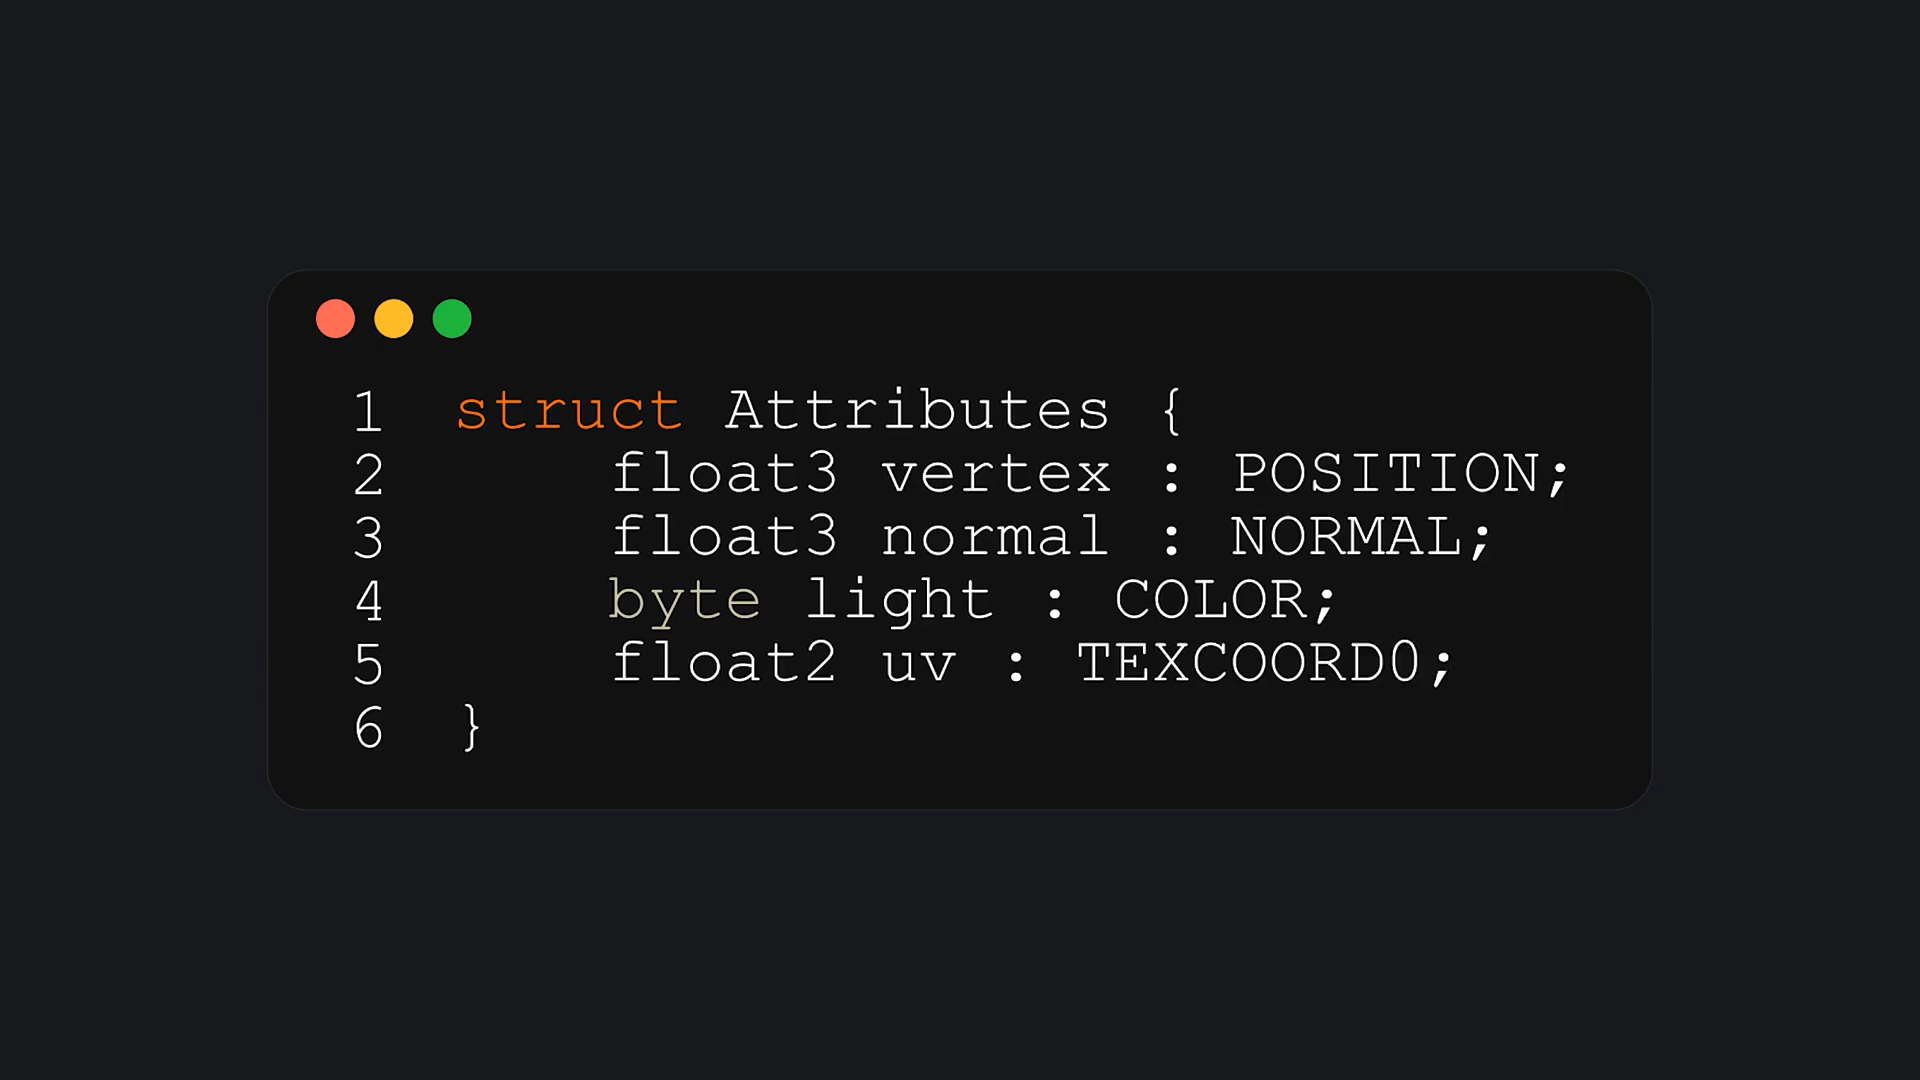 1 struct Attributes {
2 float3 vertex : POSITION;
3 float3 normal : NORMAL;
4 byte light : COLOR;
5 float2 uv : TEXCOORD0;
6 }